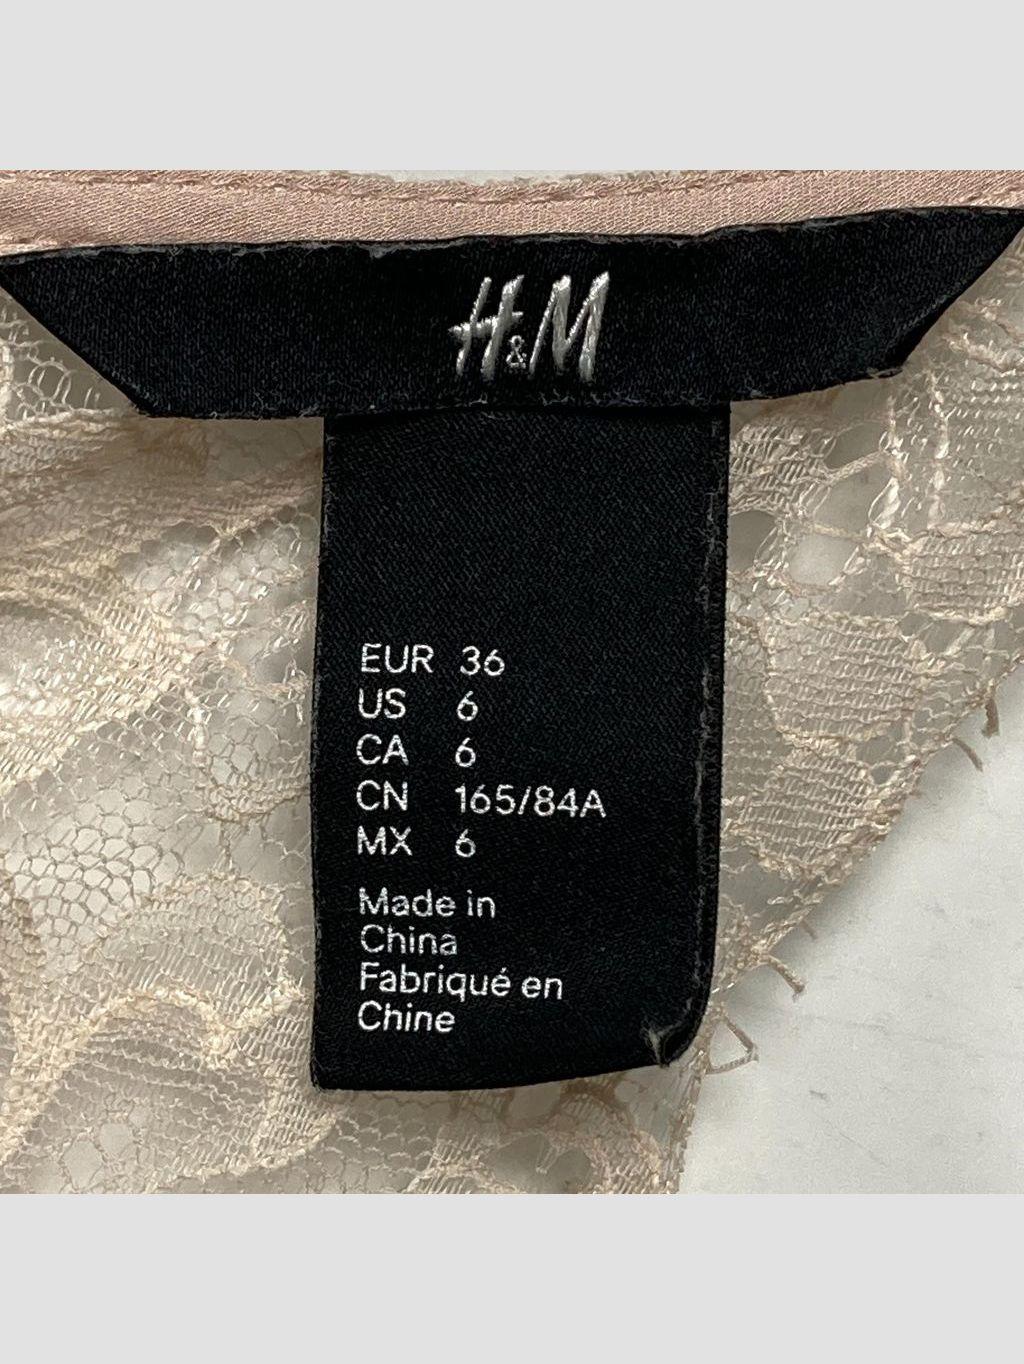 H&M
EUR 36
US 6
CA 6
CN 165/84A
MX 6
Made in
China
Fabriqué en
Chine